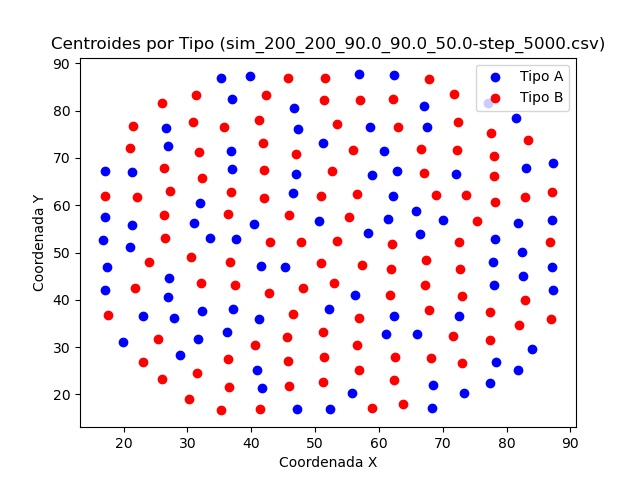 Centroides por Tipo (sim_200_200_90.0_90.0_50.0-step_5000.csv)
Tipo A
Tipo B
90
80
70
60
50
40
30
20
Coordenada Y
20 30 40 50 60 70 80 90
Coordenada X